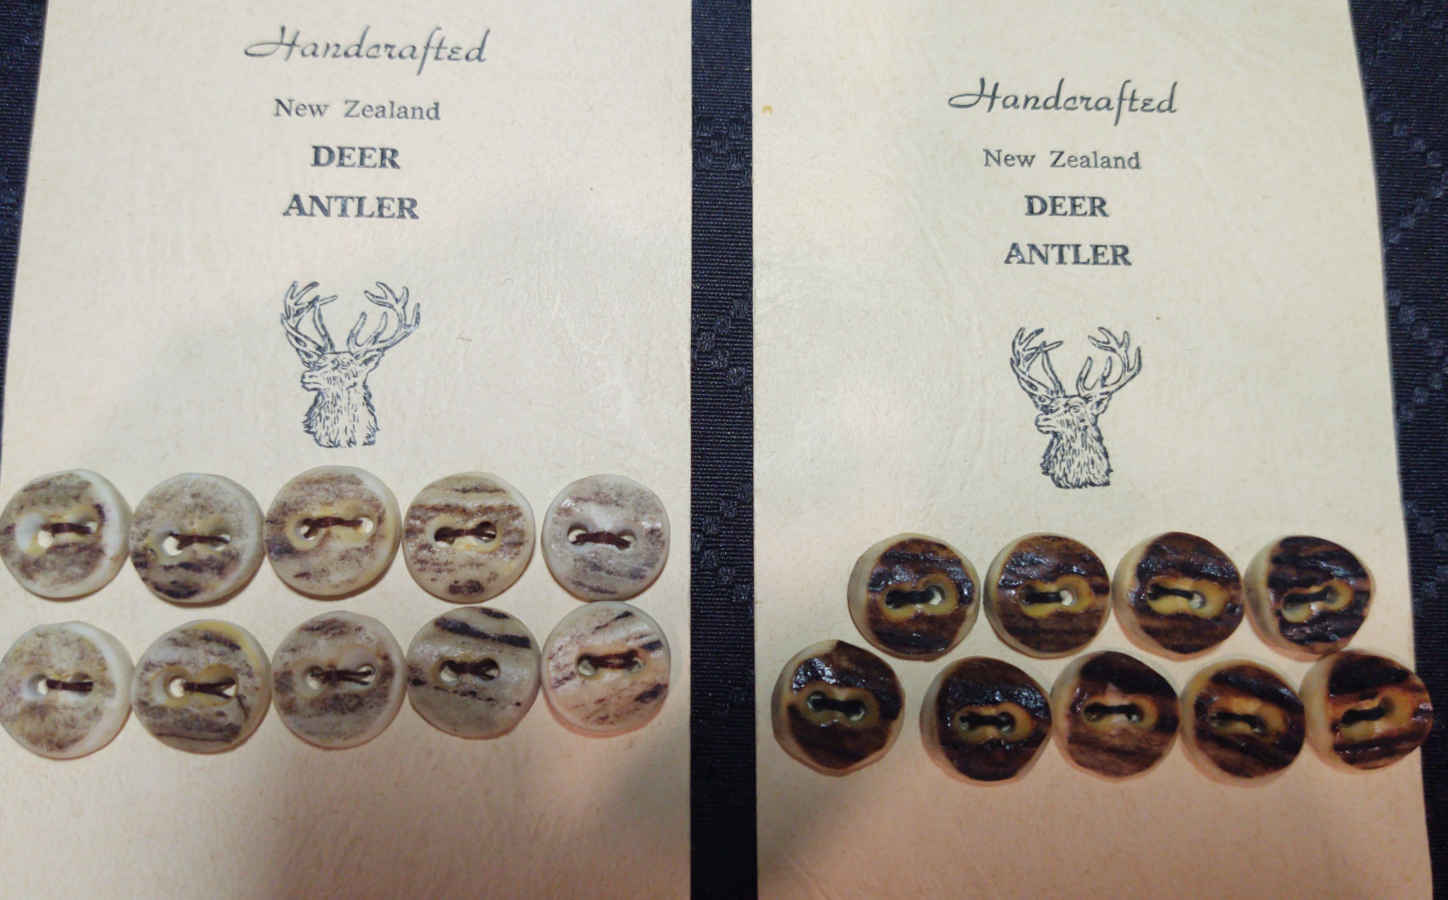 Handcrafted
New Zealand
DEER
ANTLER
Handcrafted
New Zealand
DEER
ANTLER